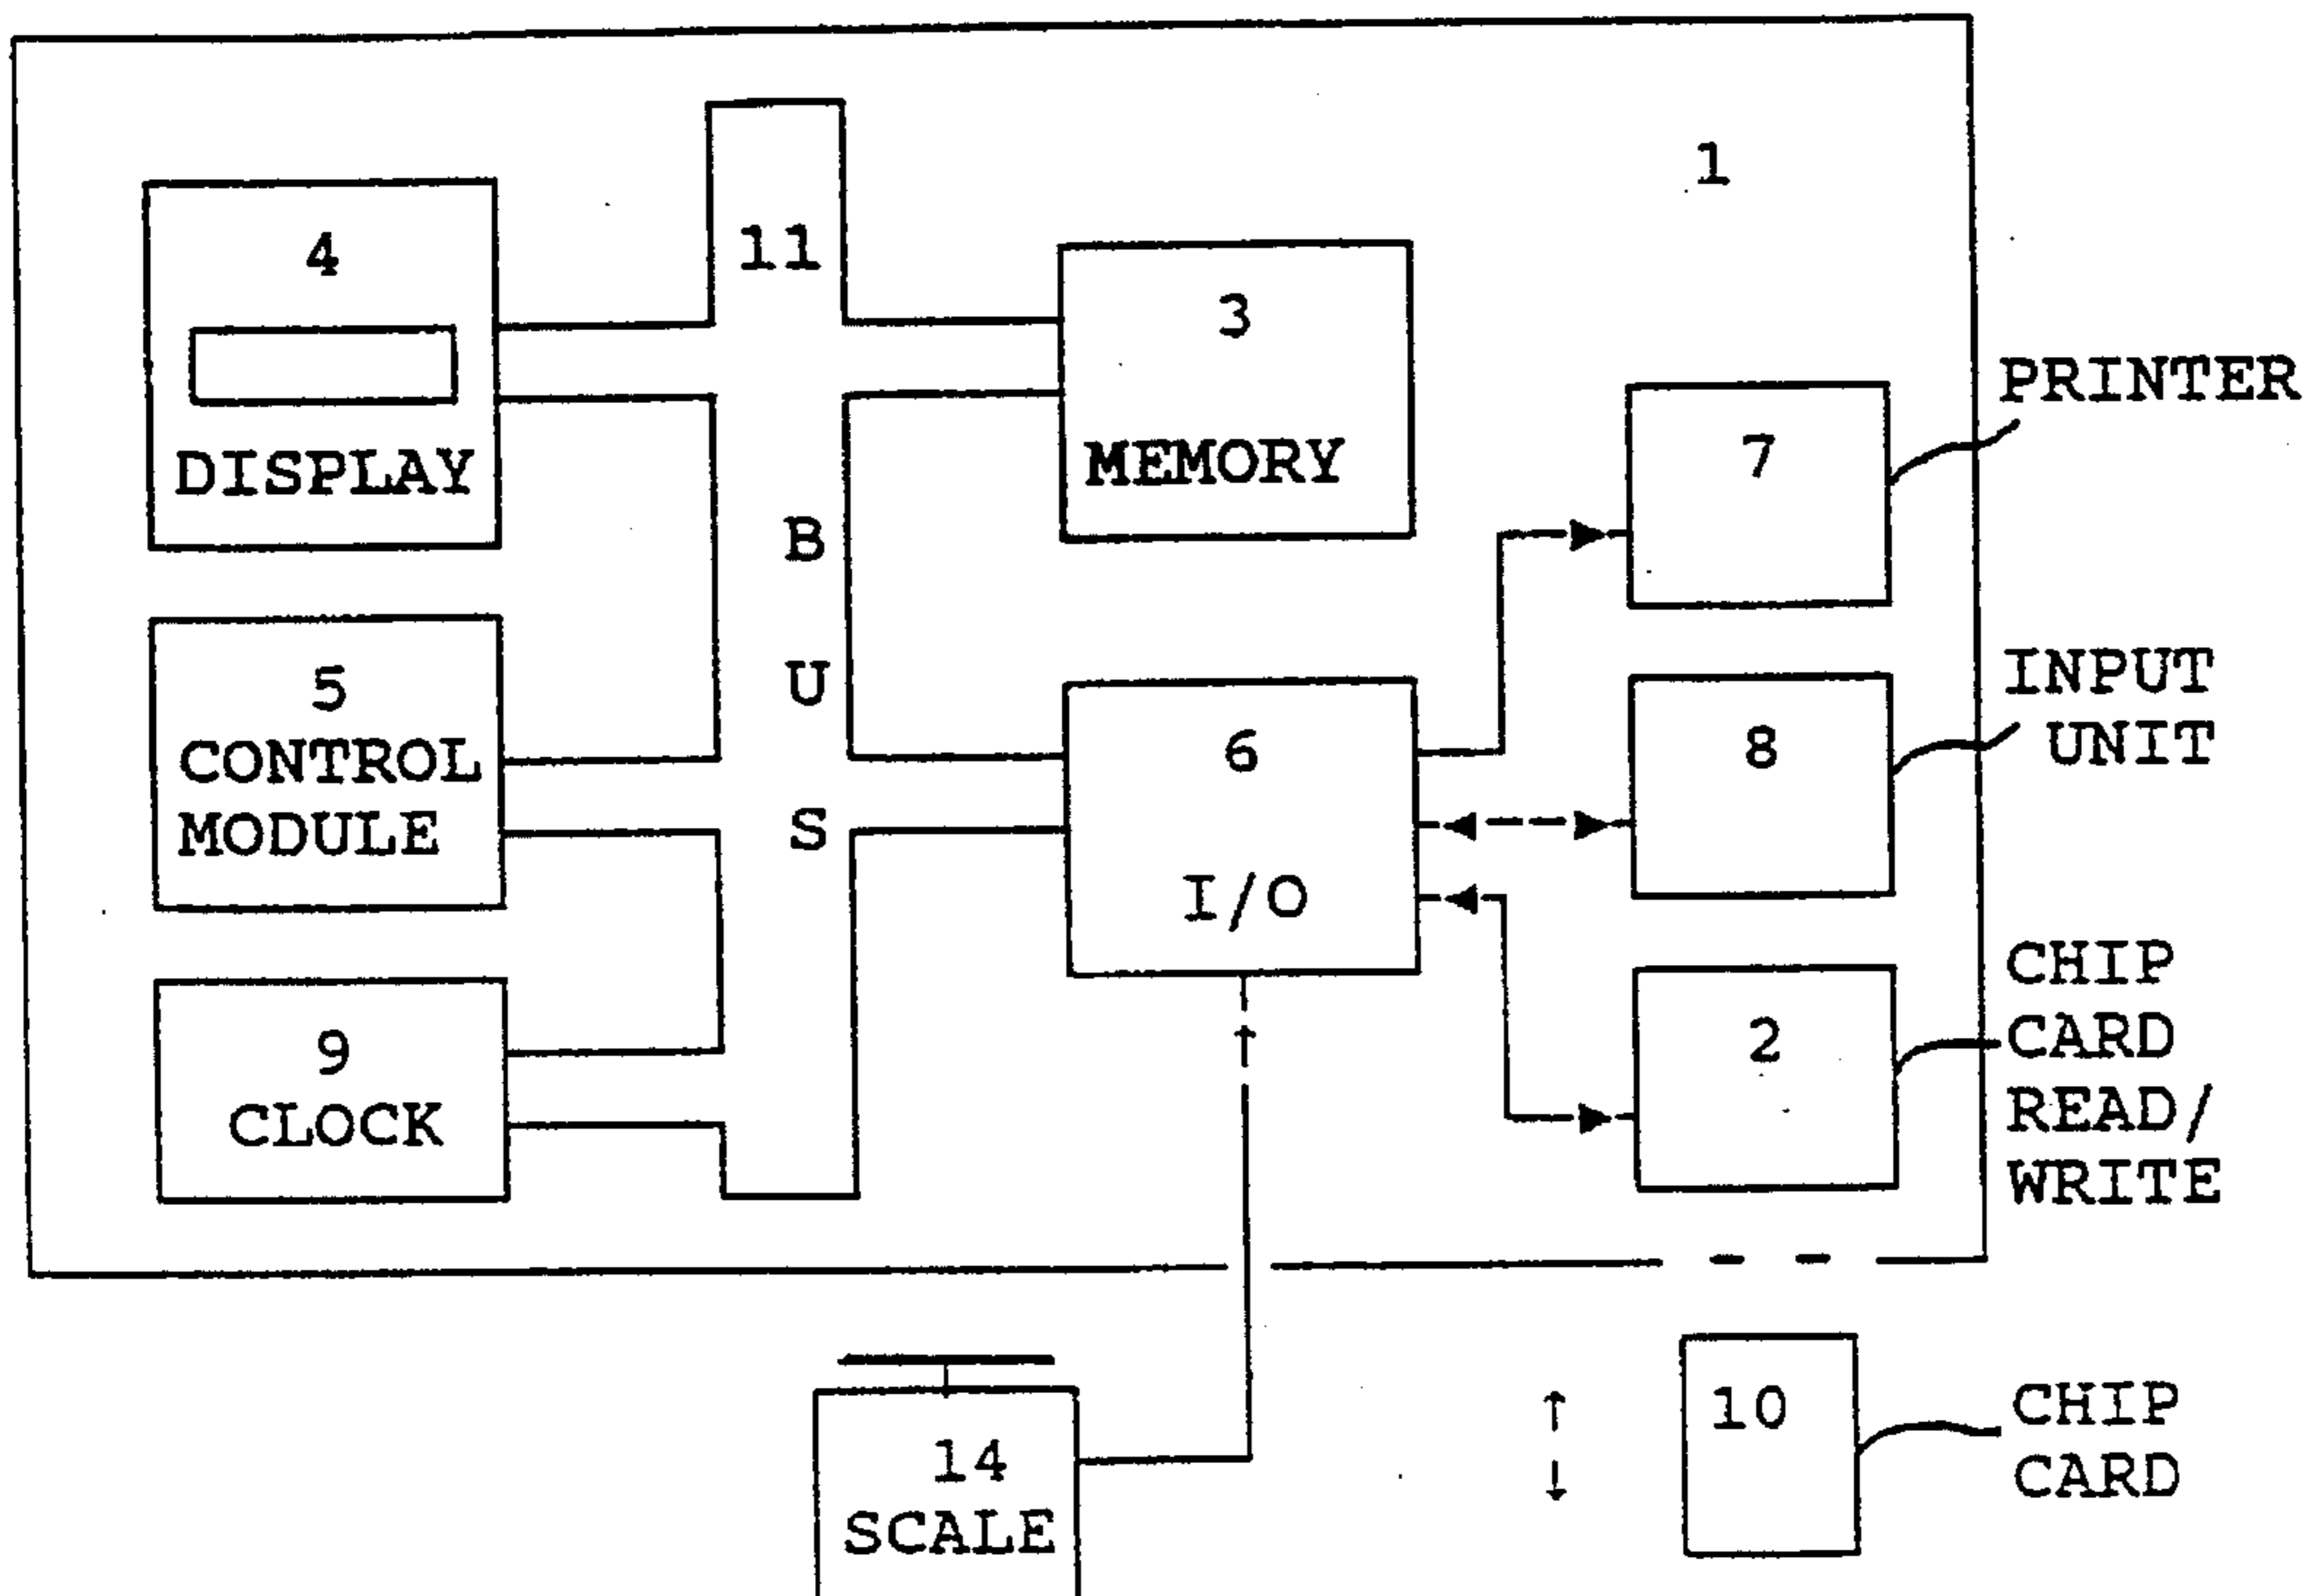 1
4
DISPLAY
11
BUS
3
MEMORY
7
PRINTER
5
CONTROL
MODULE
6
I/O
8
INPUT
UNIT
9
CLOCK
2
CHIP
CARD
READ/
WRITE
14
SCALE
10
CHIP
CARD